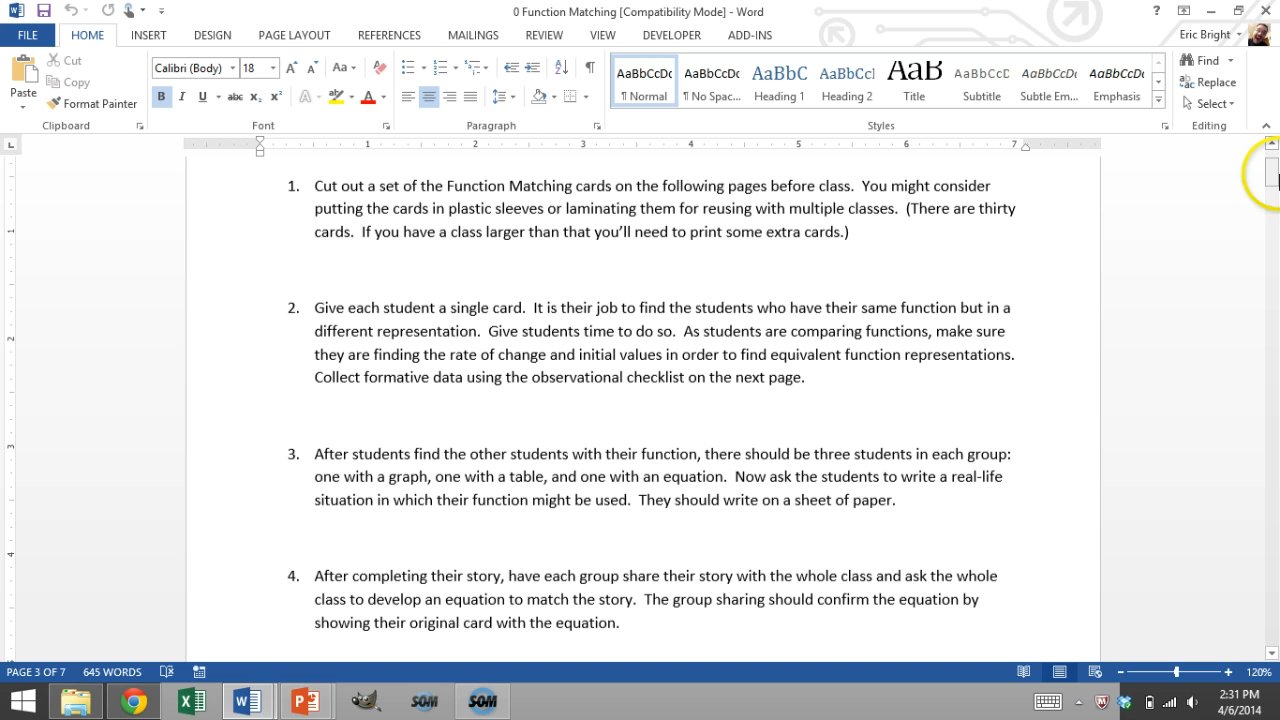 0 Function Matching [Compatibility Mode] - Word
FILE HOME INSERT DESIGN PAGE LAYOUT REFERENCES MAILINGS REVIEW VIEW DEVELOPER ADD-INS Eric Bright
Paste
Cut
Copy
Format Painter
Clipboard
Calibri (Body) 18
Font
Paragraph
AaBbCcDc AaBbCcDc AaBbC AaBbCcl AaB AaBbCcDc AaBbCcDc AaBbCcDc
¶ Normal ¶ No Spac... Heading 1 Heading 2 Title Subtitle Subtle Em... Emphasis
Styles
Find
Replace
Select
Editing
1 2 3 4 5 6 7
1. Cut out a set of the Function Matching cards on the following pages before class. You might consider
putting the cards in plastic sleeves or laminating them for reusing with multiple classes. (There are thirty
cards. If you have a class larger than that you’ll need to print some extra cards.)
2. Give each student a single card. It is their job to find the students who have their same function but in a
different representation. Give students time to do so. As students are comparing functions, make sure
they are finding the rate of change and initial values in order to find equivalent function representations.
Collect formative data using the observational checklist on the next page.
3. After students find the other students with their function, there should be three students in each group:
one with a graph, one with a table, and one with an equation. Now ask the students to write a real-life
situation in which their function might be used. They should write on a sheet of paper.
4. After completing their story, have each group share their story with the whole class and ask the whole
class to develop an equation to match the story. The group sharing should confirm the equation by
showing their original card with the equation.
PAGE 3 OF 7 645 WORDS 120%
SOM SOM
2:31 PM
4/6/2014